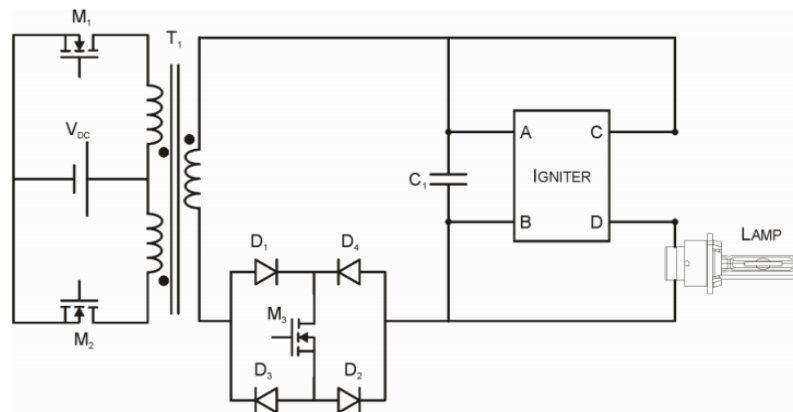 M1
T1
VDC
A C
C1
IGNITER
B D
LAMP
D1 D4
M3
M2
D3 D2